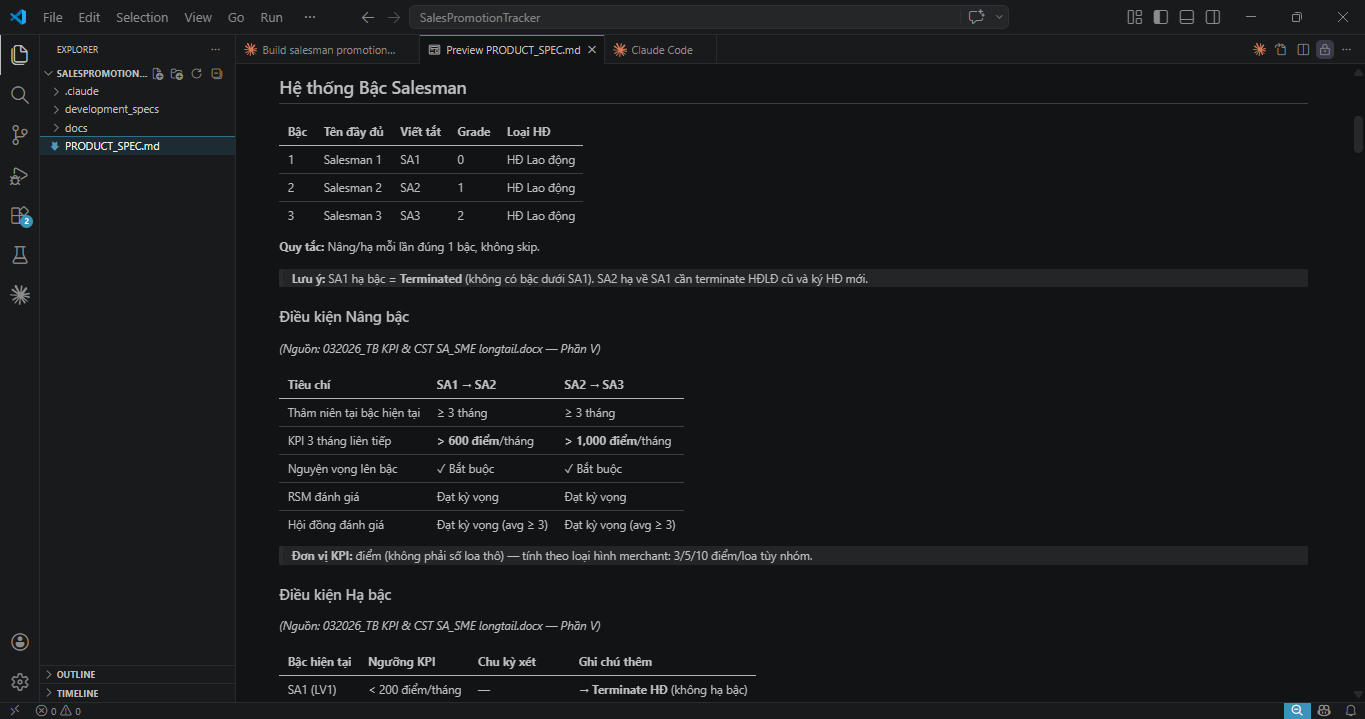 File Edit Selection View Go Run ··· SalesPromotionTracker
EXPLORER ···
SALESPROMOTION...
.claude
development_specs
docs
PRODUCT_SPEC.md
Build salesman promotion... Preview PRODUCT_SPEC.md Claude Code
Hệ thống Bậc Salesman
Bậc Tên đầy đủ Viết tắt Grade Loại HĐ
1 Salesman 1 SA1 0 HĐ Lao động
2 Salesman 2 SA2 1 HĐ Lao động
3 Salesman 3 SA3 2 HĐ Lao động
Quy tắc: Nâng/hạ mỗi lần đúng 1 bậc, không skip.
Lưu ý: SA1 hạ bậc = Terminated (không có bậc dưới SA1). SA2 hạ về SA1 cần terminate HĐLĐ cũ và ký HĐ mới.
Điều kiện Nâng bậc
(Nguồn: 032026_TB KPI & CST SA_SME longtail.docx — Phần V)
Tiêu chí SA1 → SA2 SA2 → SA3
Thâm niên tại bậc hiện tại ≥ 3 tháng ≥ 3 tháng
KPI 3 tháng liên tiếp > 600 điểm/tháng > 1,000 điểm/tháng
Nguyện vọng lên bậc ✓ Bắt buộc ✓ Bắt buộc
RSM đánh giá Đạt kỳ vọng Đạt kỳ vọng
Hội đồng đánh giá Đạt kỳ vọng (avg ≥ 3) Đạt kỳ vọng (avg ≥ 3)
Đơn vị KPI: điểm (không phải số loa thô) — tính theo loại hình merchant: 3/5/10 điểm/loa tùy nhóm.
Điều kiện Hạ bậc
(Nguồn: 032026_TB KPI & CST SA_SME longtail.docx — Phần V)
Bậc hiện tại Ngưỡng KPI Chu kỳ xét Ghi chú thêm
SA1 (LV1) < 200 điểm/tháng — → Terminate HĐ (không hạ bậc)
OUTLINE
TIMELINE
2
0 0